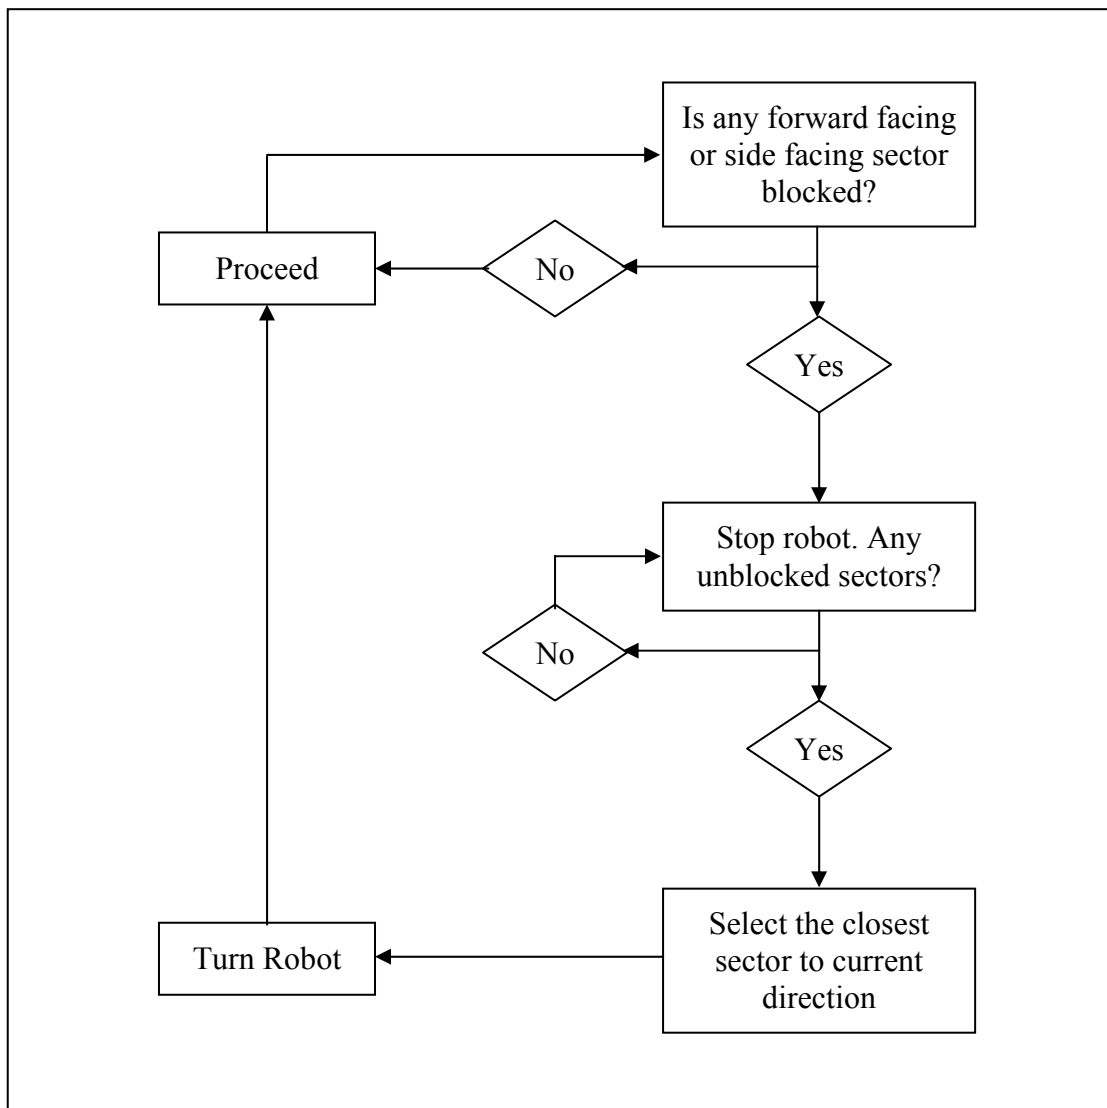 Is any forward facing
or side facing sector
blocked?
Proceed
No
Yes
Stop robot. Any
unblocked sectors?
No
Yes
Select the closest
sector to current
direction
Turn Robot